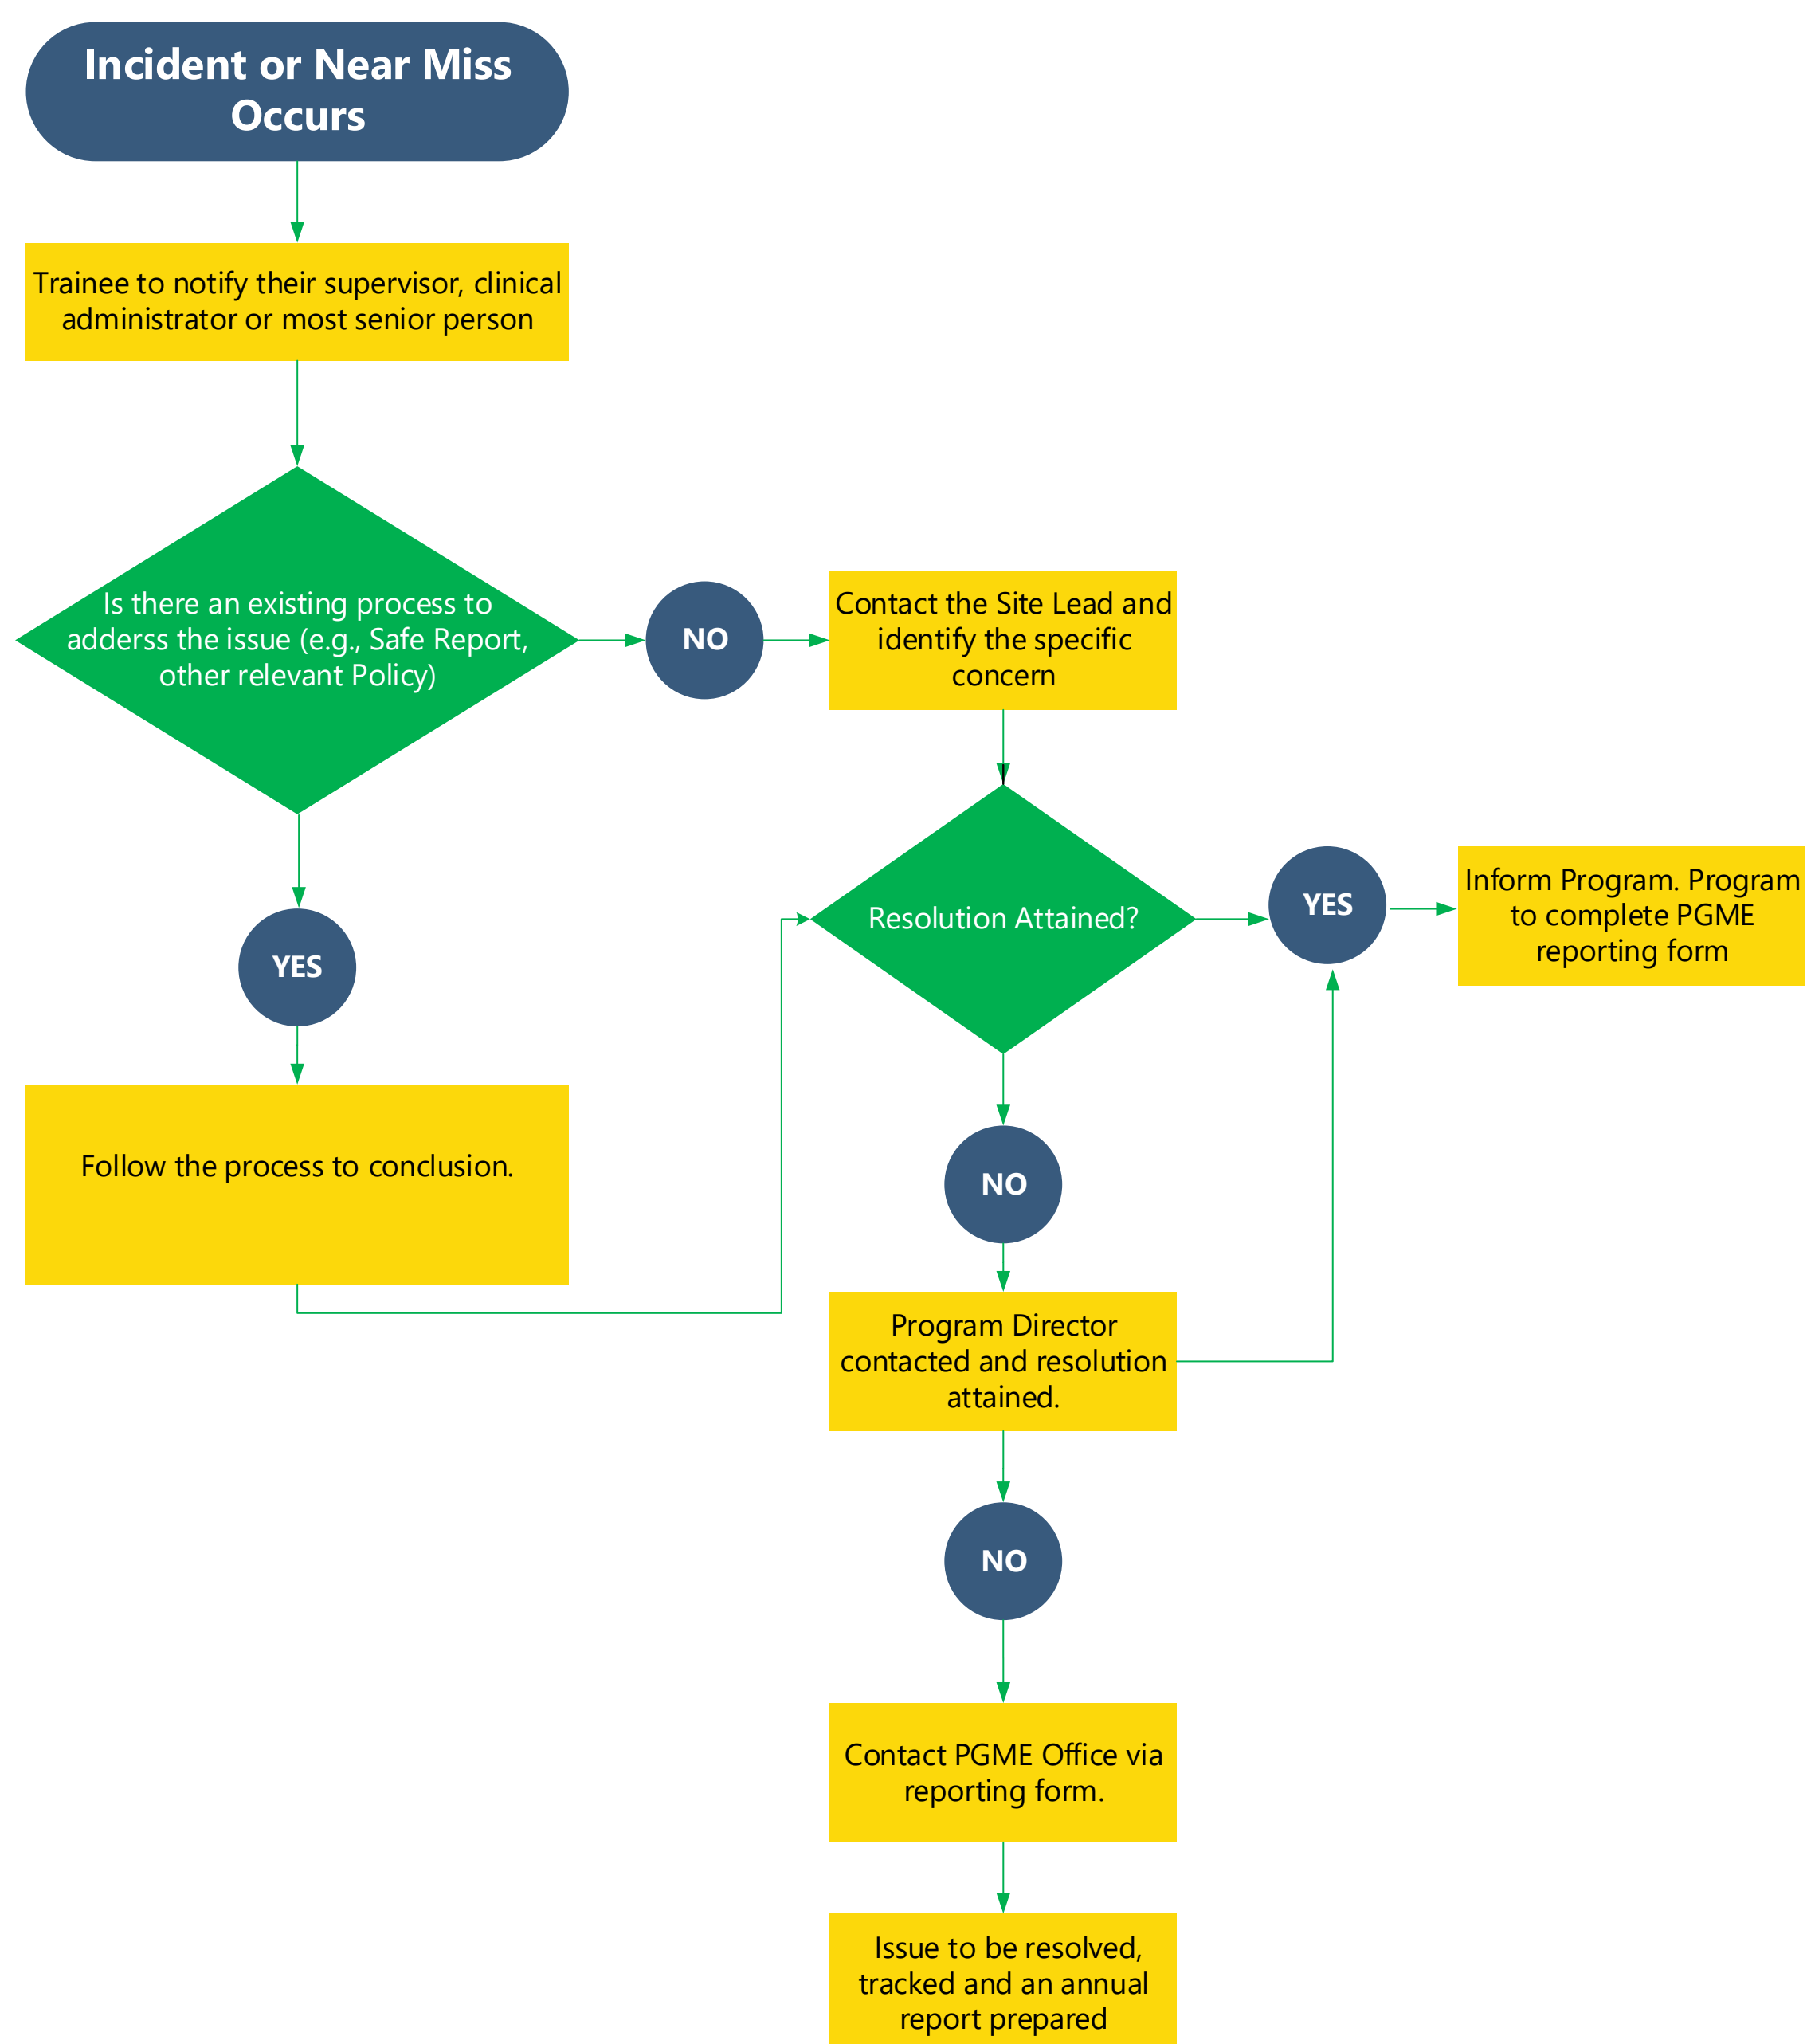 Incident or Near Miss
Occurs
Trainee to notify their supervisor, clinical
administrator or most senior person
Is there an existing process to
adderss the issue (e.g., Safe Report,
other relevant Policy)
NO
Contact the Site Lead and
identify the specific
concern
YES
Follow the process to conclusion.
Resolution Attained?
YES
Inform Program. Program
to complete PGME
reporting form
NO
Program Director
contacted and resolution
attained.
NO
Contact PGME Office via
reporting form.
Issue to be resolved,
tracked and an annual
report prepared